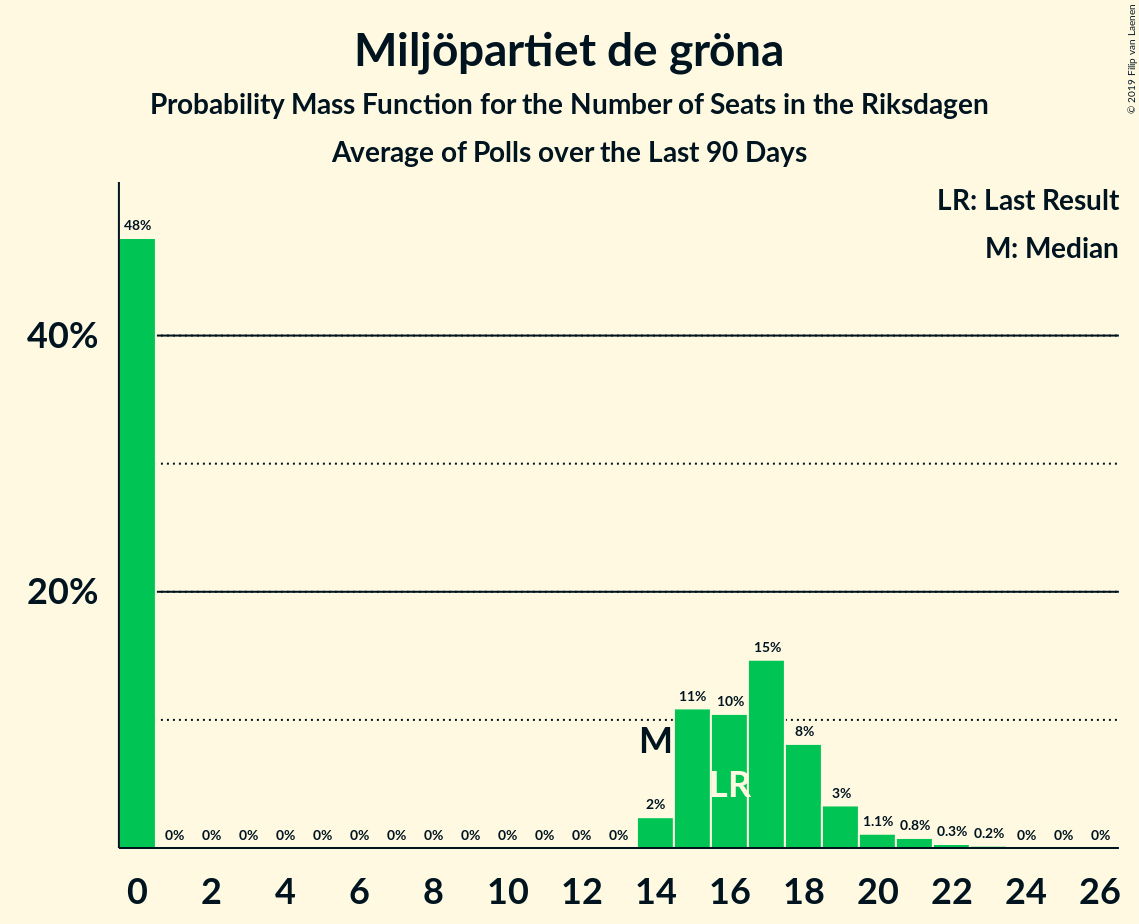 Miljöpartiet de gröna
Probability Mass Function for the Number of Seats in the Riksdagen
Average of Polls over the Last 90 Days
© 2019 Filip van Laenen
LR: Last Result
M: Median
48%
40%
20%
15%
11%
10%
8%
M
LR
3%
2%
1.1%
0.8%
0.3%
0.2%
0% 0% 0% 0% 0% 0% 0% 0% 0% 0% 0% 0% 0% 0% 0% 0%
0 2 4 6 8 10 12 14 16 18 20 22 24 26